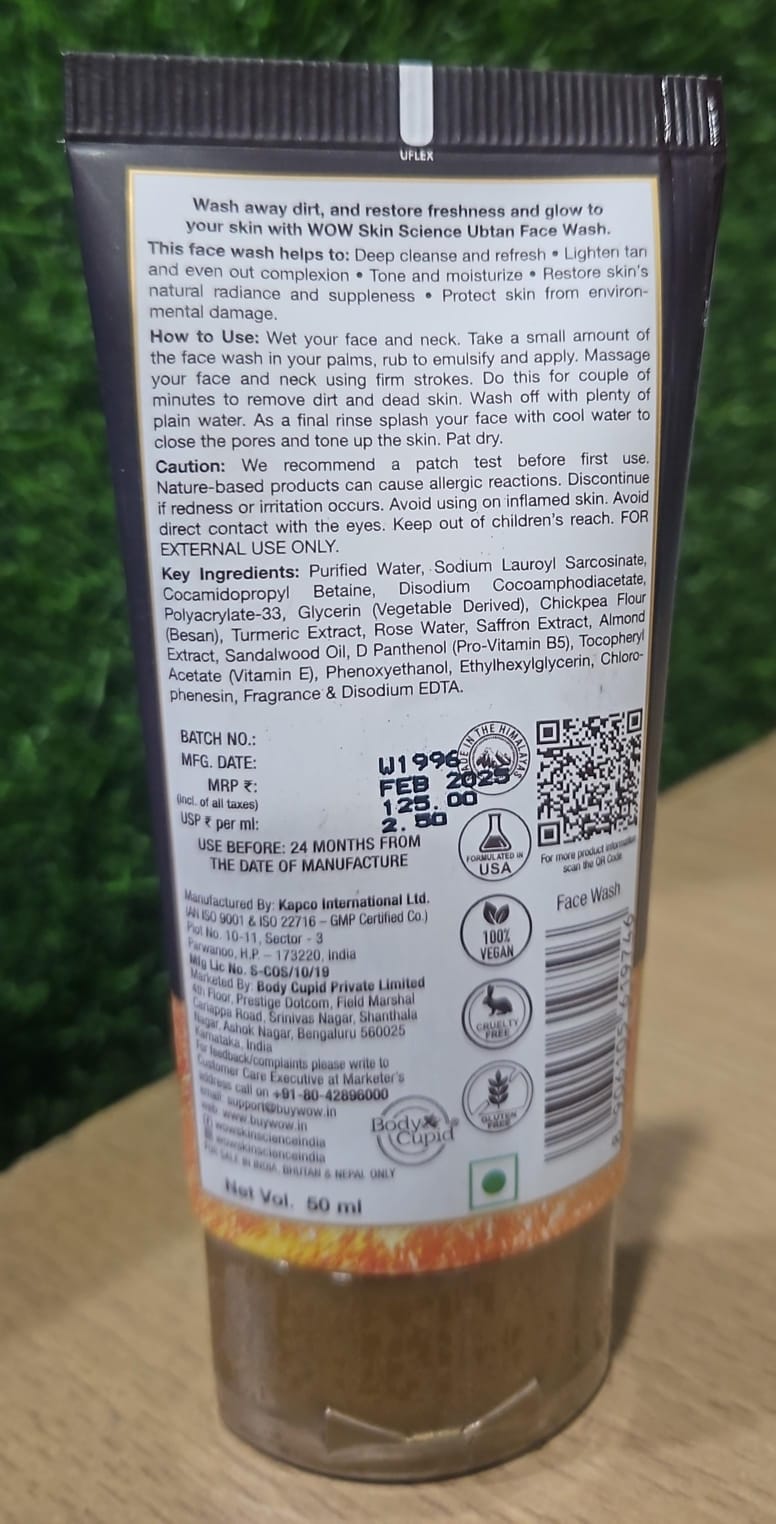 UFLEX
Wash away dirt, and restore freshness and glow to
your skin with WOW Skin Science Ubtan Face Wash.
This face wash helps to: Deep cleanse and refresh • Lighten tan
and even out complexion • Tone and moisturize • Restore skin's
natural radiance and suppleness • Protect skin from environ-
mental damage.
How to Use: Wet your face and neck. Take a small amount of
the face wash in your palms, rub to emulsify and apply. Massage
your face and neck using firm strokes. Do this for couple of
minutes to remove dirt and dead skin. Wash off with plenty of
plain water. As a final rinse splash your face with cool water to
close the pores and tone up the skin. Pat dry.
Caution: We recommend a patch test before first use.
Nature-based products can cause allergic reactions. Discontinue
if redness or irritation occurs. Avoid using on inflamed skin. Avoid
direct contact with the eyes. Keep out of children's reach. FOR
EXTERNAL USE ONLY.
Key Ingredients: Purified Water, Sodium Lauroyl Sarcosinate,
Cocamidopropyl Betaine, Disodium Cocoamphodiacetate,
Polyacrylate-33, Glycerin (Vegetable Derived), Chickpea Flour
(Besan), Turmeric Extract, Rose Water, Saffron Extract, Almond
Extract, Sandalwood Oil, D Panthenol (Pro-Vitamin B5), Tocopheryl
Acetate (Vitamin E), Phenoxyethanol, Ethylhexylglycerin, Chloro-
phenesin, Fragrance & Disodium EDTA.
BATCH NO.: W1996
MFG. DATE: FEB 2025
MRP ₹: 125.00
(incl. of all taxes)
USP ₹ per ml: 2.50
USE BEFORE: 24 MONTHS FROM
THE DATE OF MANUFACTURE
Manufactured By: Kapco International Ltd.
(AN ISO 9001 & ISO 22716 – GMP Certified Co.)
Plot No. 10-11, Sector - 3
Parwanoo, H.P. – 173220, India
Mfg Lic No. S-COS/10/19
Marketed By: Body Cupid Private Limited
4th Floor, Prestige Dotcom, Field Marshal
Cariappa Road, Srinivas Nagar, Shanthala
Nagar, Ashok Nagar, Bengaluru 560025
Karnataka, India
For feedback/complaints please write to
Customer Care Executive at Marketer's
address call on +91-80-42896000
email: support@buywow.in
web: www.buywow.in
wowskinscienceindia
wowskinscienceindia
FOR SALE IN INDIA, BHUTAN & NEPAL ONLY
Net Vol. 50 ml
MADE IN THE HIMALAYAS
FORMULATED IN
USA
100%
VEGAN
CRUELTY
FREE
GLUTEN
FREE
Body
Cupid
For more product information
scan the QR Code
Face Wash